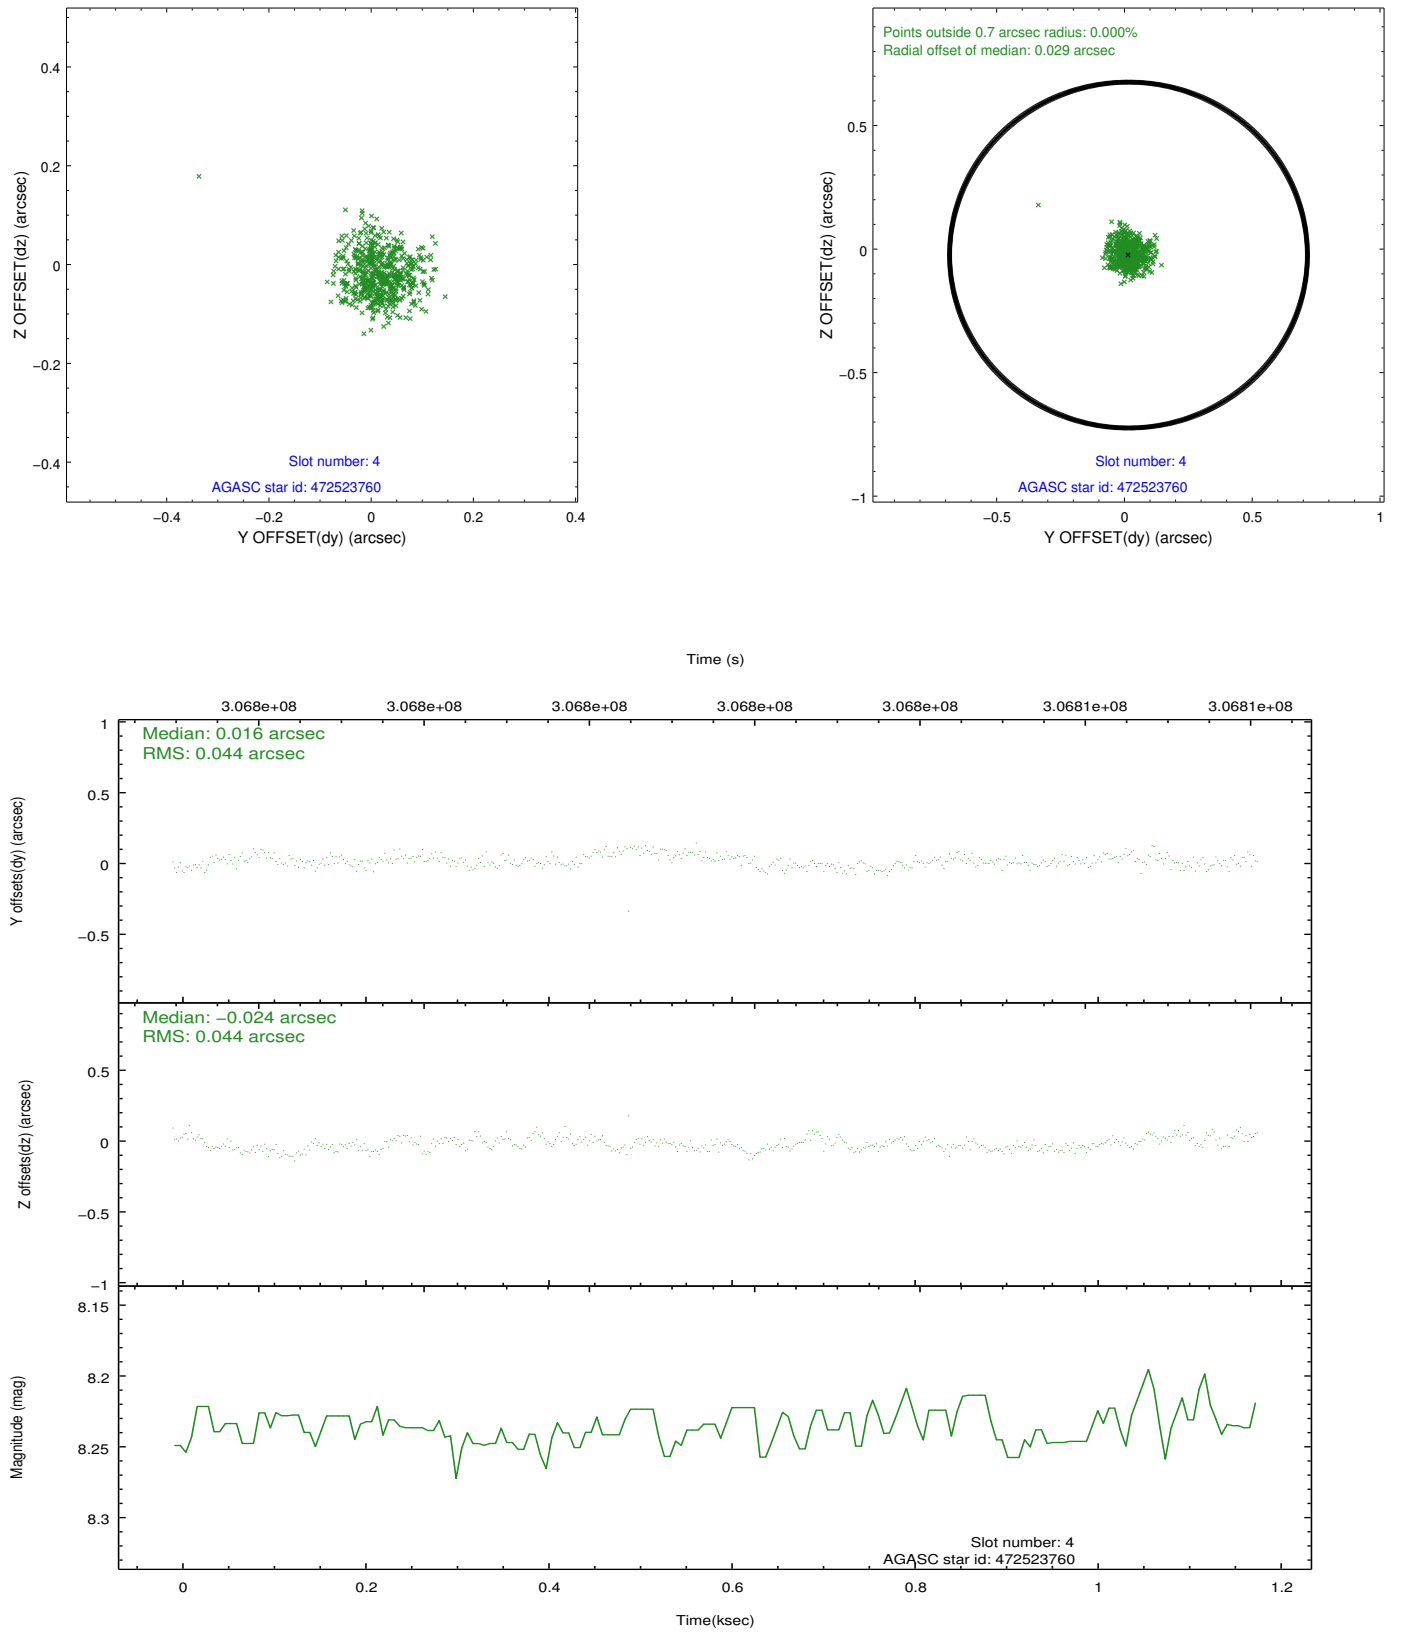 0.4
0.2
0
−0.2
−0.4
Z OFFSET(dz) (arcsec)
Slot number: 4
AGASC star id: 472523760
−0.4 −0.2 0 0.2 0.4
Y OFFSET(dy) (arcsec)
Points outside 0.7 arcsec radius: 0.000%
Radial offset of median: 0.029 arcsec
0.5
0
−0.5
−1
Z OFFSET(dz) (arcsec)
Slot number: 4
AGASC star id: 472523760
−0.5 0 0.5 1
Y OFFSET(dy) (arcsec)
Time (s)
3.068e+08 3.068e+08 3.068e+08 3.068e+08 3.068e+08 3.0681e+08 3.0681e+08
Median: 0.016 arcsec
RMS: 0.044 arcsec
1
0.5
0
−0.5
Y offsets(dy) (arcsec)
Median: −0.024 arcsec
RMS: 0.044 arcsec
0.5
0
−0.5
−1
Z offsets(dz) (arcsec)
8.15
8.2
8.25
8.3
Magnitude (mag)
Slot number: 4
AGASC star id: 472523760
0 0.2 0.4 0.6 0.8 1 1.2
Time(ksec)